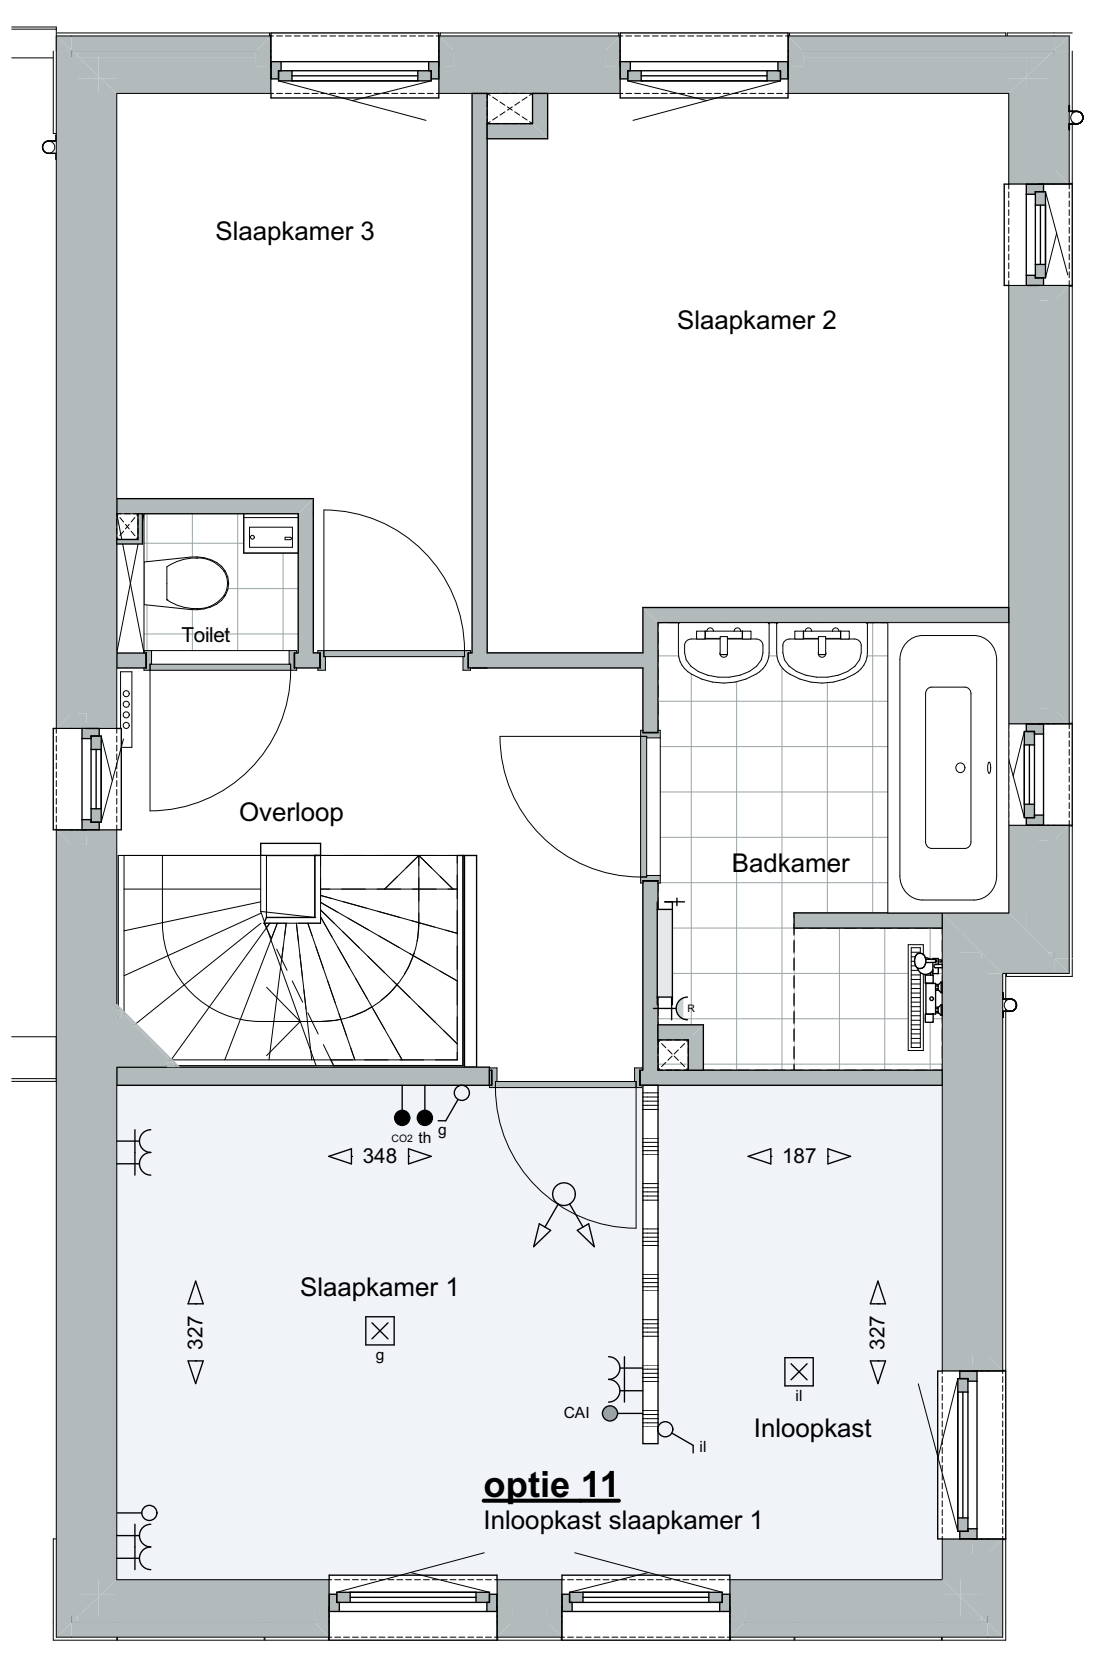 Slaapkamer 3
Slaapkamer 2
Toilet
Overloop
Badkamer
R
CO2 th g
348
187
Slaapkamer 1
327
327
g
il
CAI
Inloopkast
il
optie 11
Inloopkast slaapkamer 1